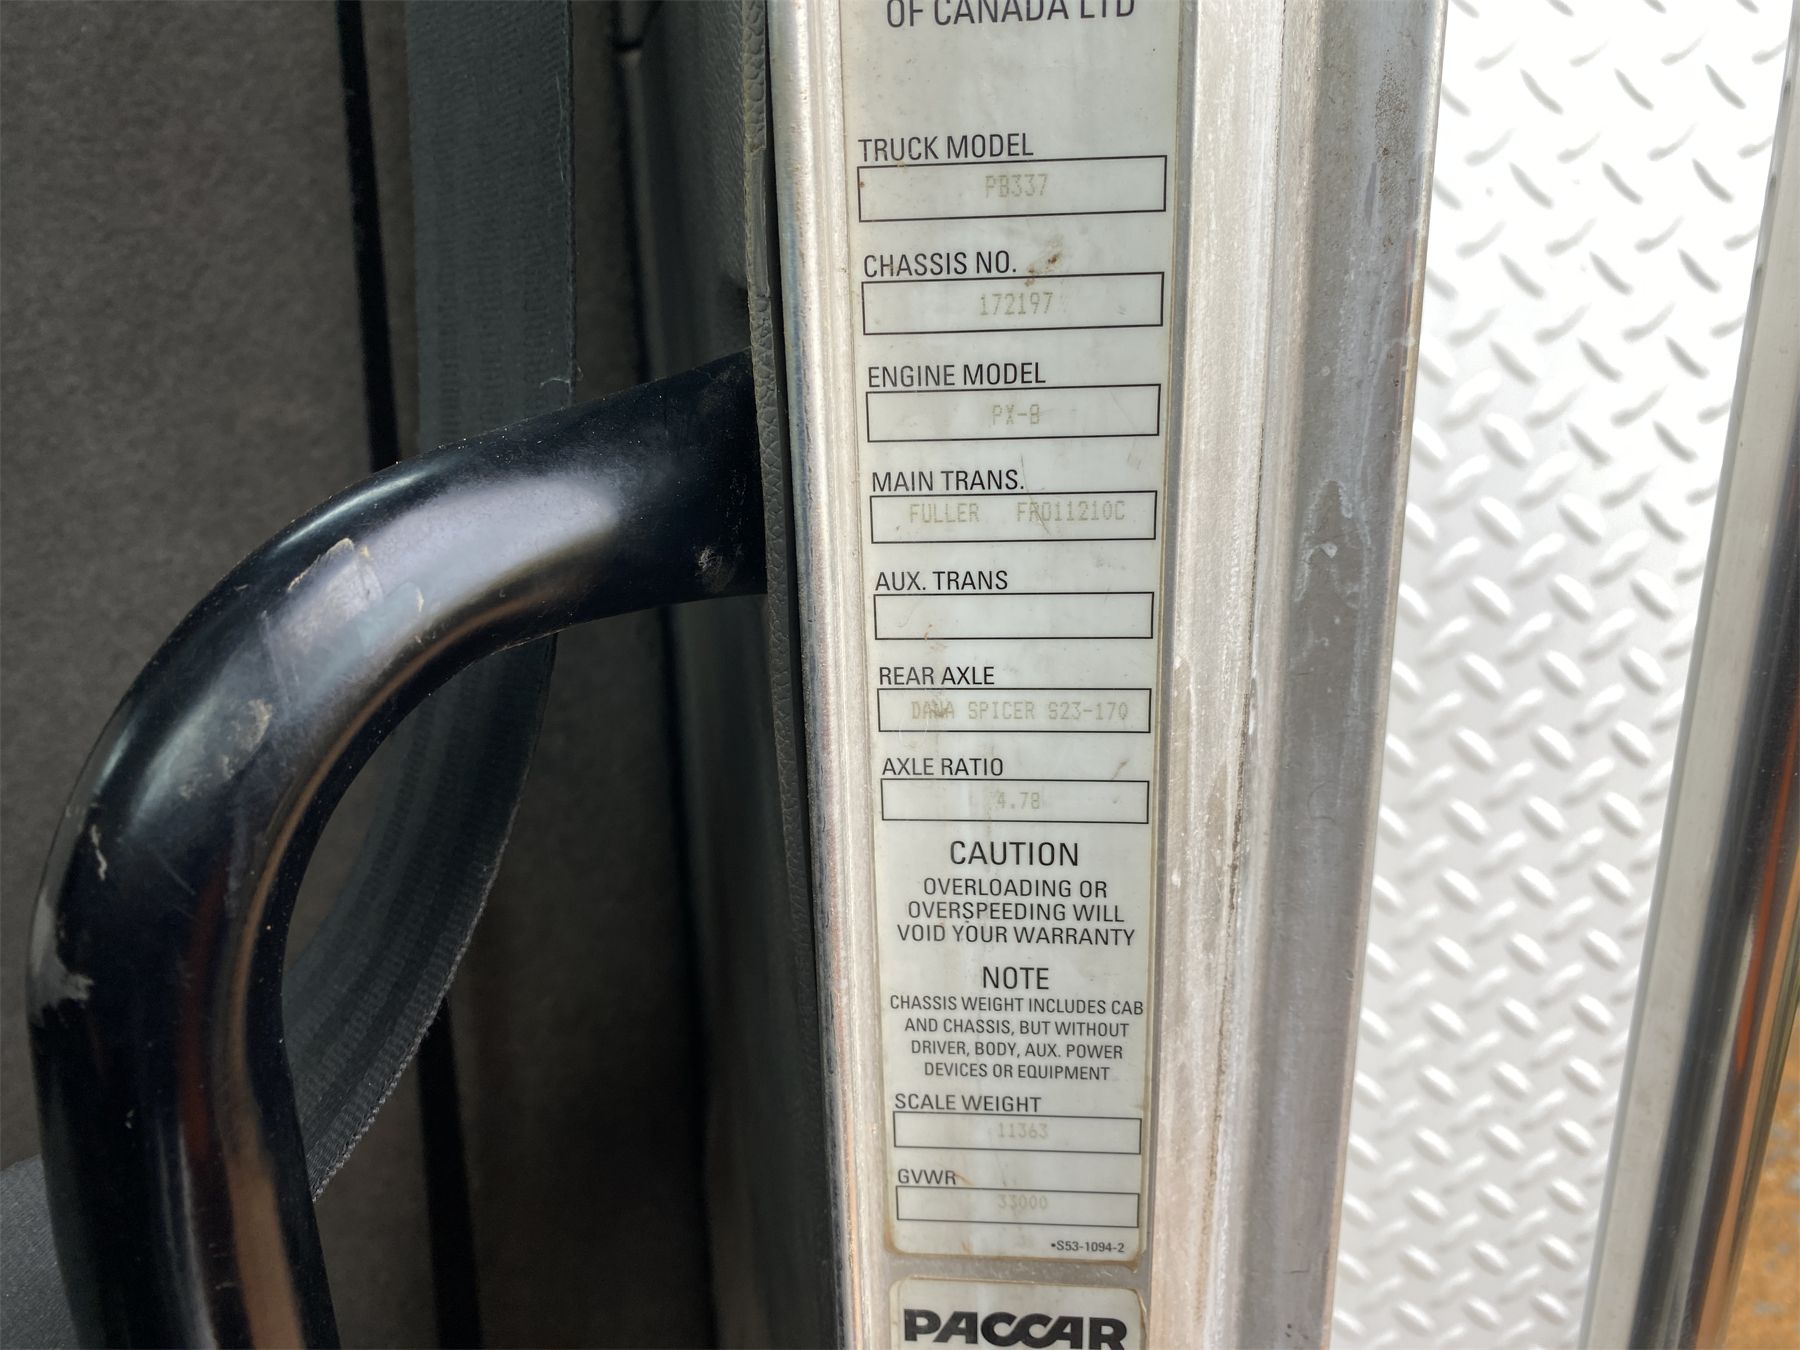 OF CANADA LTD
TRUCK MODEL
PB337
CHASSIS NO.
172197
ENGINE MODEL
PX-8
MAIN TRANS.
FULLER FRO11210C
AUX. TRANS
REAR AXLE
DANA SPICER S23-170
AXLE RATIO
4.78
CAUTION
OVERLOADING OR
OVERSPEEDING WILL
VOID YOUR WARRANTY
NOTE
CHASSIS WEIGHT INCLUDES CAB
AND CHASSIS, BUT WITHOUT
DRIVER, BODY, AUX. POWER
DEVICES OR EQUIPMENT
SCALE WEIGHT
11363
GVWR
33000
•S53-1094-2
PACCAR